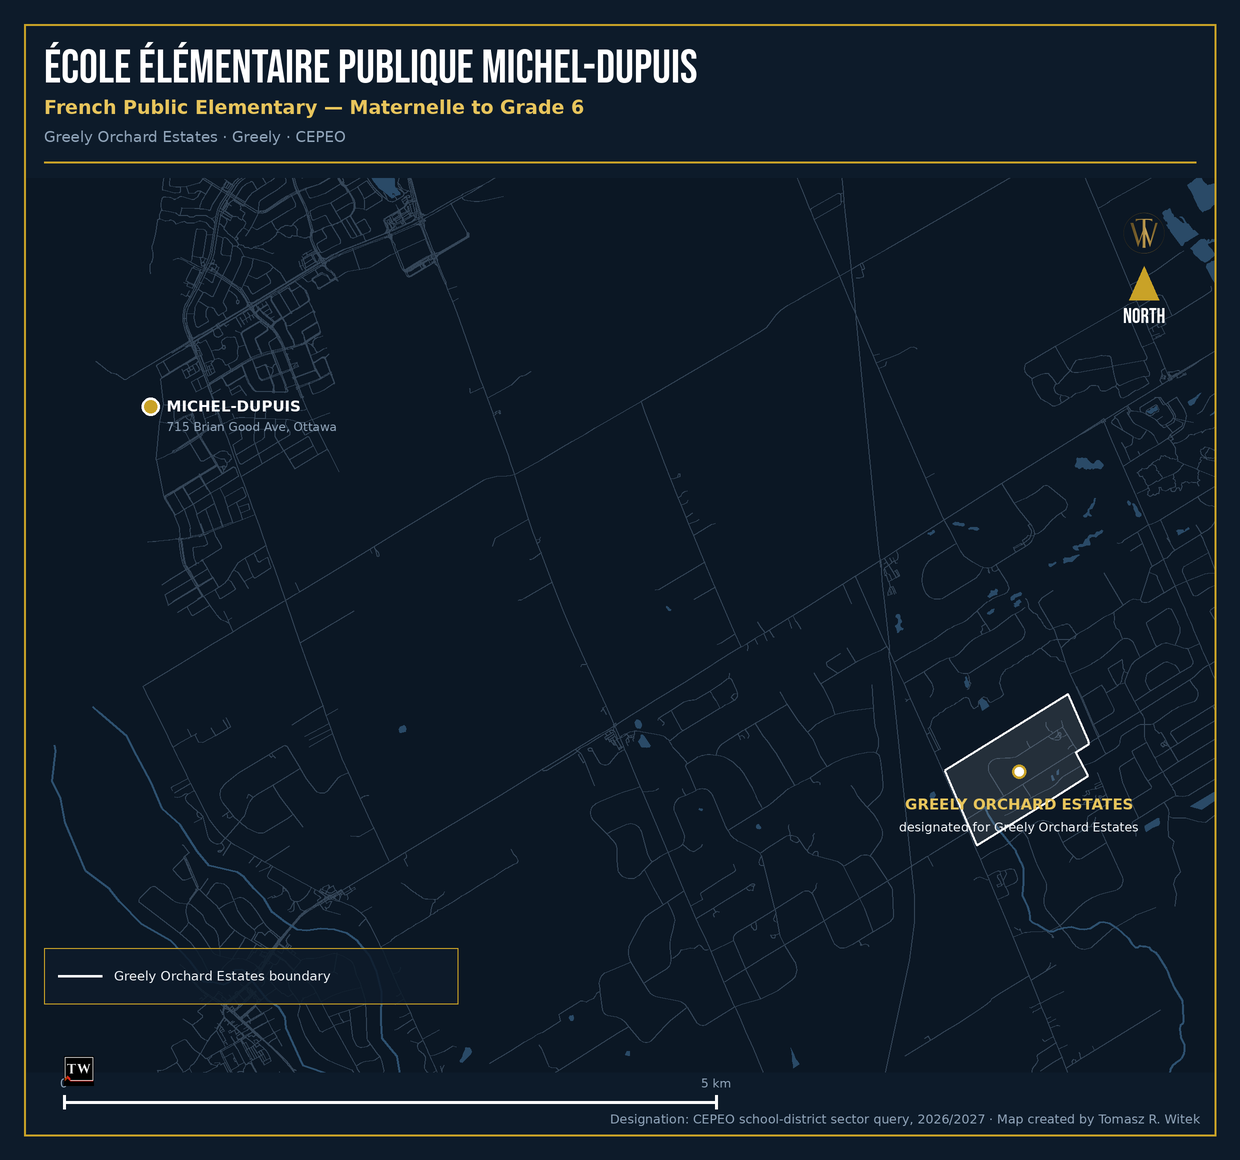 ÉCOLE ÉLÉMENTAIRE PUBLIQUE MICHEL-DUPUIS
French Public Elementary — Maternelle to Grade 6
Greely Orchard Estates · Greely · CEPEO
TW
NORTH
MICHEL-DUPUIS
715 Brian Good Ave, Ottawa
GREELY ORCHARD ESTATES
designated for Greely Orchard Estates
Greely Orchard Estates boundary
TW
0
5 km
Designation: CEPEO school-district sector query, 2026/2027 · Map created by Tomasz R. Witek